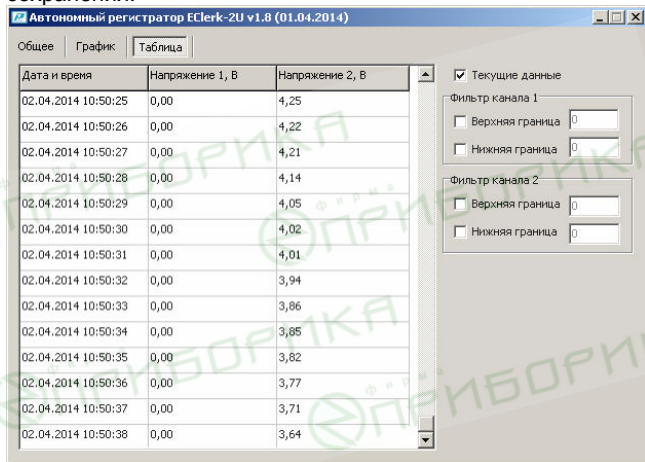 Автономный регистратор EClerk-2U v1.8 (01.04.2014)
Общее График Таблица
Дата и время Напряжение 1, В Напряжение 2, В
02.04.2014 10:50:25 0,00 4,25
02.04.2014 10:50:26 0,00 4,22
02.04.2014 10:50:27 0,00 4,21
02.04.2014 10:50:28 0,00 4,14
02.04.2014 10:50:29 0,00 4,05
02.04.2014 10:50:30 0,00 4,02
02.04.2014 10:50:31 0,00 4,01
02.04.2014 10:50:32 0,00 3,94
02.04.2014 10:50:33 0,00 3,86
02.04.2014 10:50:34 0,00 3,85
02.04.2014 10:50:35 0,00 3,82
02.04.2014 10:50:36 0,00 3,77
02.04.2014 10:50:37 0,00 3,71
02.04.2014 10:50:38 0,00 3,64
Текущие данные
Фильтр канала 1
Верхняя граница 0
Нижняя граница 0
Фильтр канала 2
Верхняя граница 0
Нижняя граница 0
фирма
ПРИБОРИКА